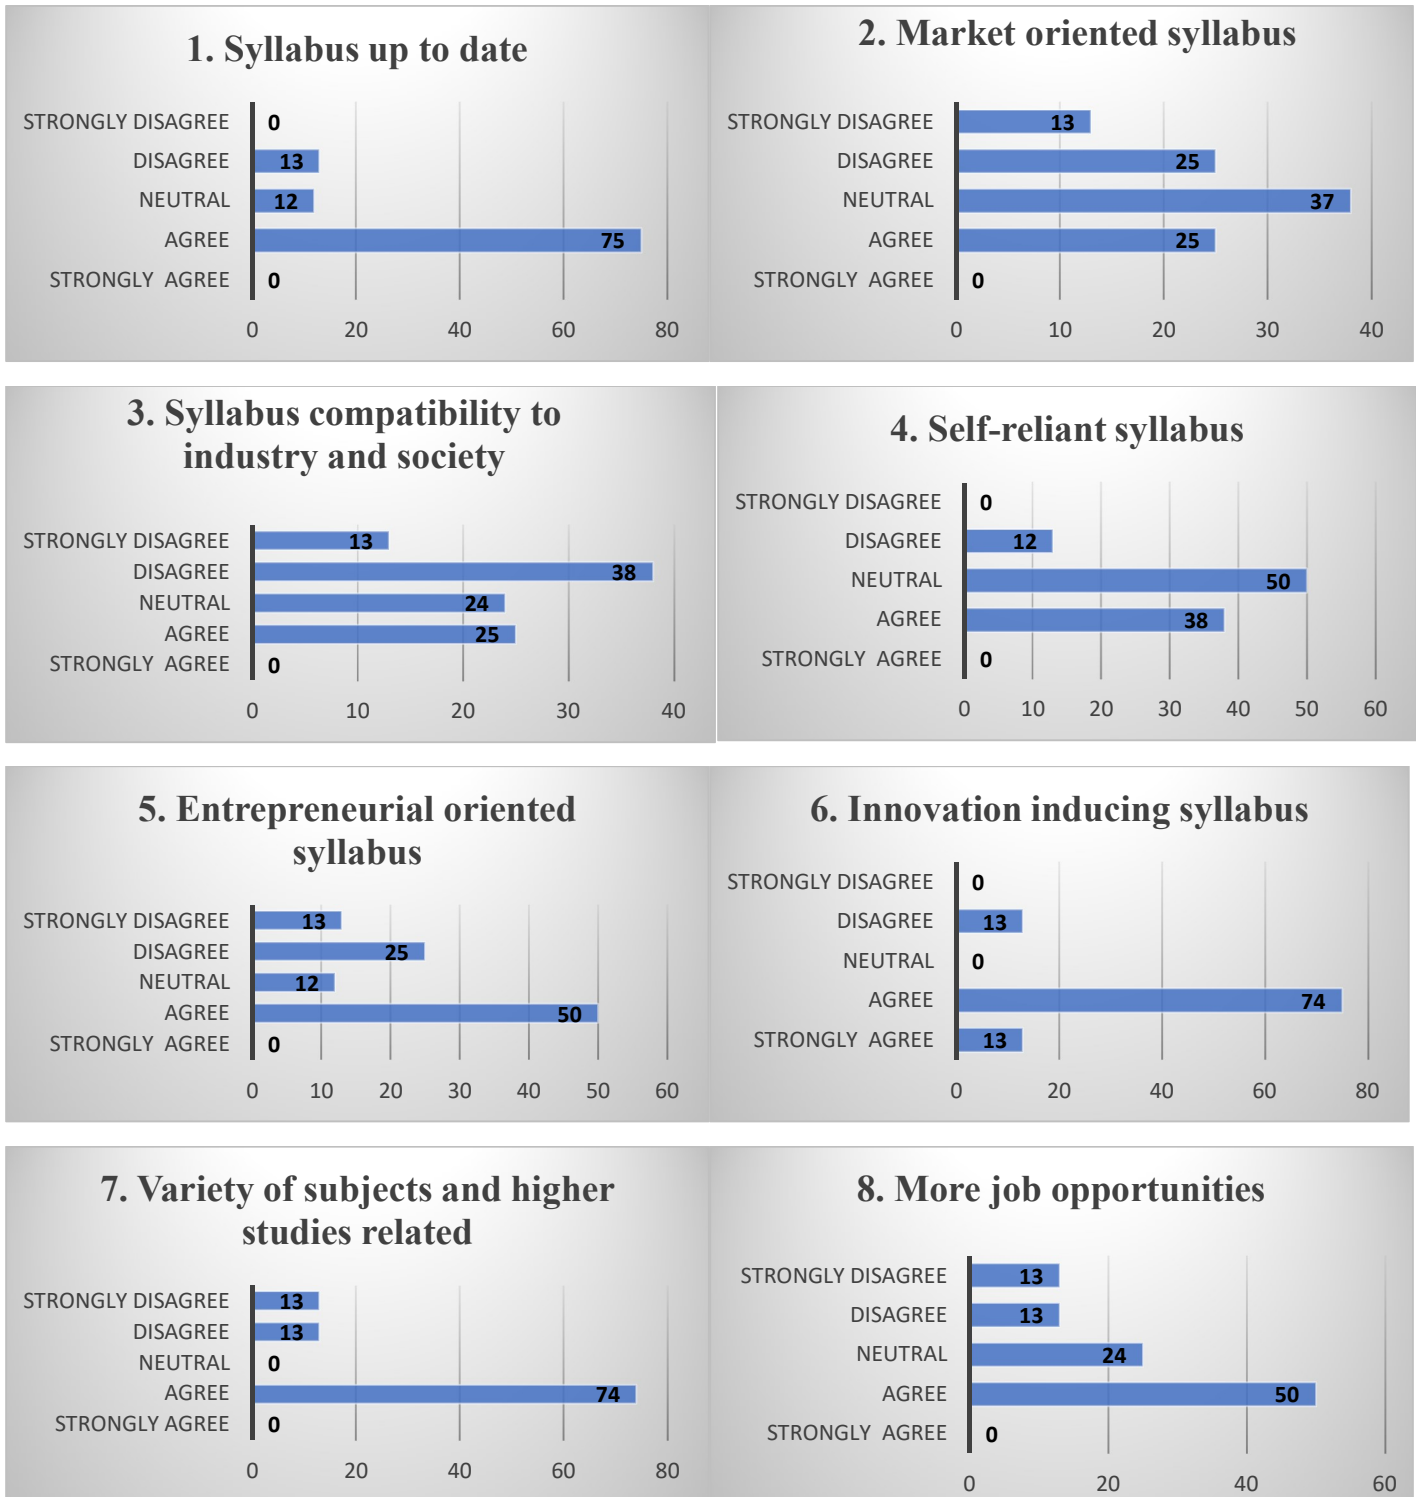 1. Syllabus up to date
STRONGLY DISAGREE 0
DISAGREE 13
NEUTRAL 12
AGREE 75
STRONGLY AGREE 0
0 20 40 60 80
2. Market oriented syllabus
STRONGLY DISAGREE 13
DISAGREE 25
NEUTRAL 37
AGREE 25
STRONGLY AGREE 0
0 10 20 30 40
3. Syllabus compatibility to
industry and society
STRONGLY DISAGREE 13
DISAGREE 38
NEUTRAL 24
AGREE 25
STRONGLY AGREE 0
0 10 20 30 40
4. Self-reliant syllabus
STRONGLY DISAGREE 0
DISAGREE 12
NEUTRAL 50
AGREE 38
STRONGLY AGREE 0
0 10 20 30 40 50 60
5. Entrepreneurial oriented
syllabus
STRONGLY DISAGREE 13
DISAGREE 25
NEUTRAL 12
AGREE 50
STRONGLY AGREE 0
0 10 20 30 40 50 60
6. Innovation inducing syllabus
STRONGLY DISAGREE 0
DISAGREE 13
NEUTRAL 0
AGREE 74
STRONGLY AGREE 13
0 20 40 60 80
7. Variety of subjects and higher
studies related
STRONGLY DISAGREE 13
DISAGREE 13
NEUTRAL 0
AGREE 74
STRONGLY AGREE 0
0 20 40 60 80
8. More job opportunities
STRONGLY DISAGREE 13
DISAGREE 13
NEUTRAL 24
AGREE 50
STRONGLY AGREE 0
0 20 40 60